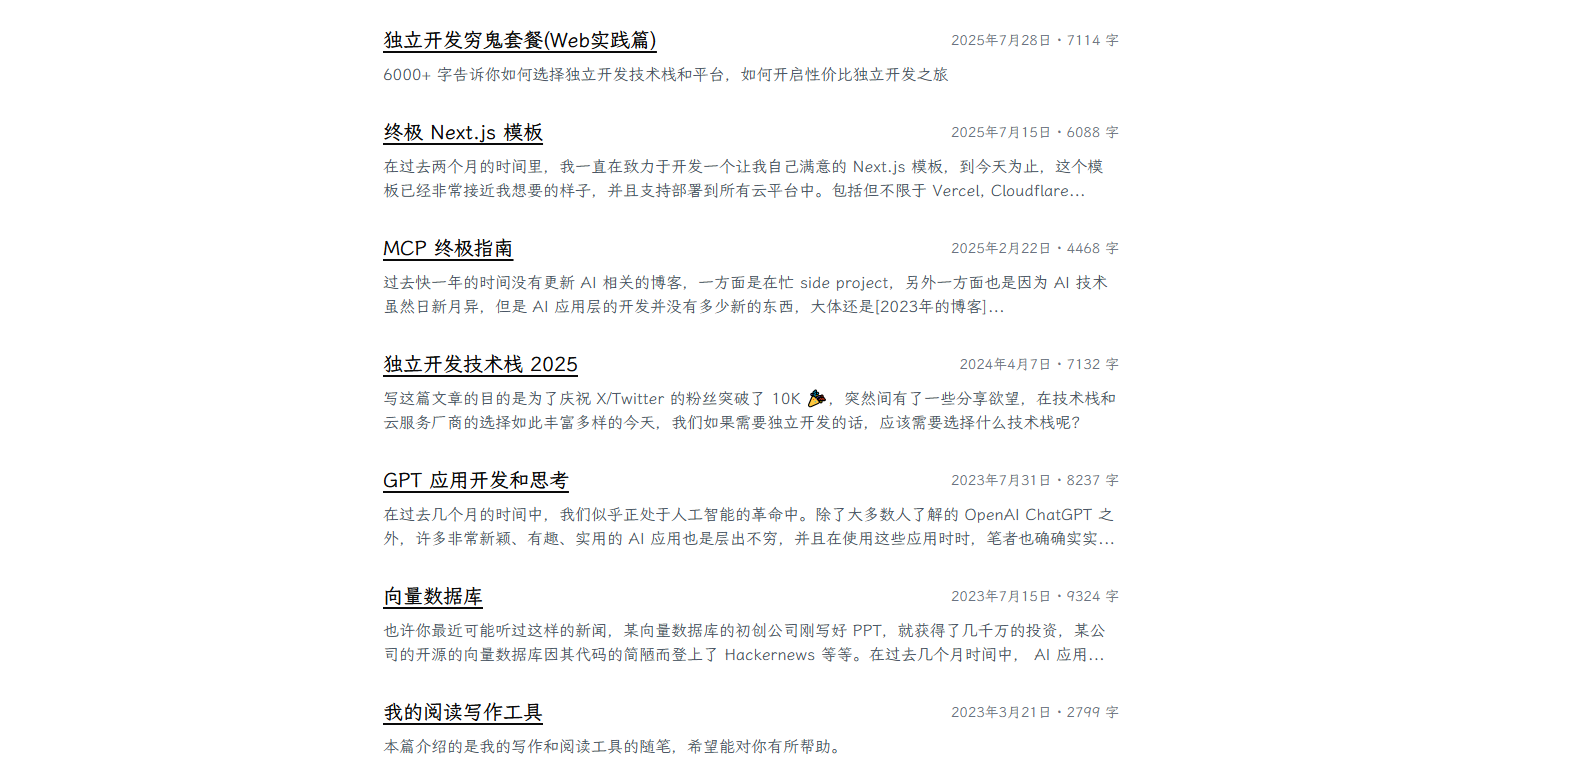 独立开发穷鬼套餐(Web实践篇)
2025年7月28日・7114 字
6000+ 字告诉你如何选择独立开发技术栈和平台，如何开启性价比独立开发之旅
终极 Next.js 模板
2025年7月15日・6088 字
在过去两个月的时间里，我一直在致力于开发一个让我自己满意的 Next.js 模板，到今天为止，这个模
板已经非常接近我想要的样子，并且支持部署到所有云平台中。包括但不限于 Vercel, Cloudflare...
MCP 终极指南
2025年2月22日・4468 字
过去快一年的时间没有更新 AI 相关的博客，一方面是在忙 side project，另外一方面也是因为 AI 技术
虽然日新月异，但是 AI 应用层的开发并没有多少新的东西，大体还是[2023年的博客]...
独立开发技术栈 2025
2024年4月7日・7132 字
写这篇文章的目的是为了庆祝 X/Twitter 的粉丝突破了 10K 🎉，突然间有了一些分享欲望，在技术栈和
云服务厂商的选择如此丰富多样的今天，我们如果需要独立开发的话，应该需要选择什么技术栈呢？
GPT 应用开发和思考
2023年7月31日・8237 字
在过去几个月的时间中，我们似乎正处于人工智能的革命中。除了大多数人了解的 OpenAI ChatGPT 之
外，许多非常新颖、有趣、实用的 AI 应用也是层出不穷，并且在使用这些应用时时，笔者也确确实实...
向量数据库
2023年7月15日・9324 字
也许你最近可能听过这样的新闻，某向量数据库的初创公司刚写好 PPT，就获得了几千万的投资，某公
司的开源的向量数据库因其代码的简陋而登上了 Hackernews 等等。在过去几个月时间中， AI 应用...
我的阅读写作工具
2023年3月21日・2799 字
本篇介绍的是我的写作和阅读工具的随笔，希望能对你有所帮助。